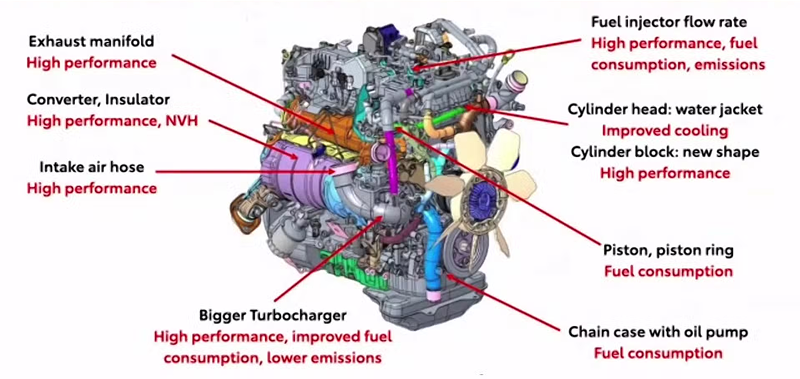 Exhaust manifold
High performance
Converter, Insulator
High performance, NVH
Intake air hose
High performance
Bigger Turbocharger
High performance, improved fuel
consumption, lower emissions
Fuel injector flow rate
High performance, fuel
consumption, emissions
Cylinder head: water jacket
Improved cooling
Cylinder block: new shape
High performance
Piston, piston ring
Fuel consumption
Chain case with oil pump
Fuel consumption